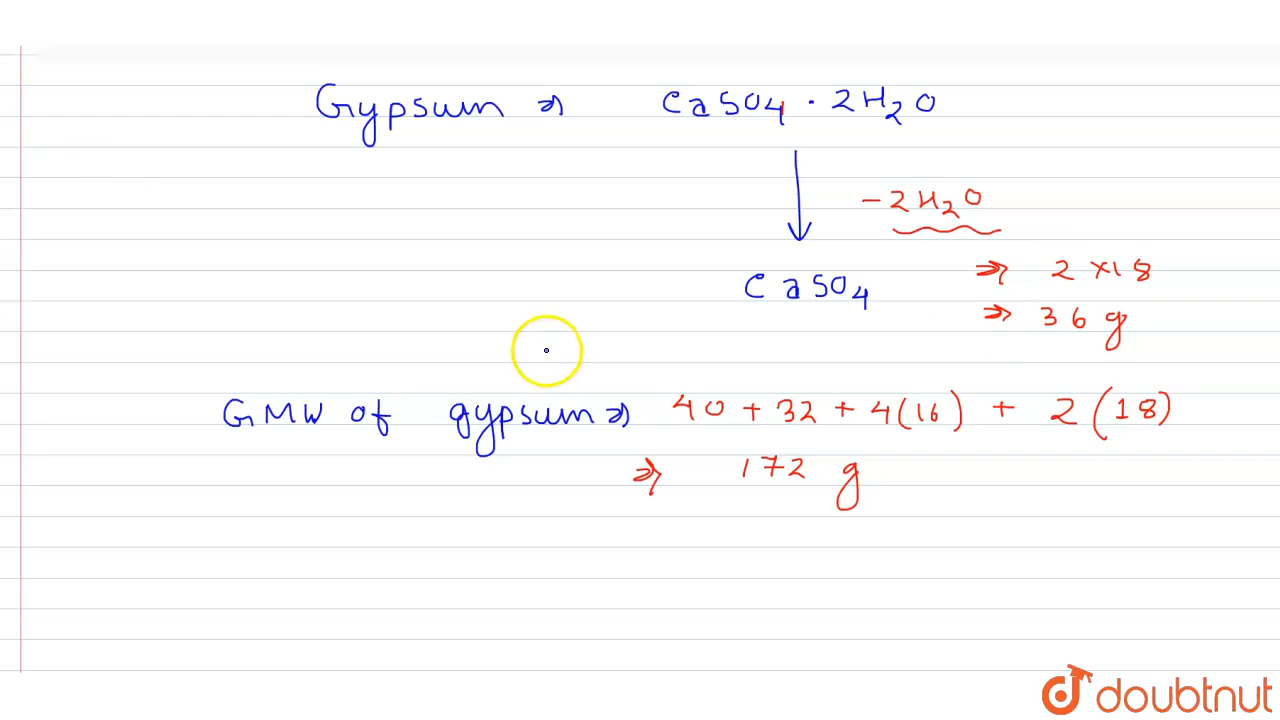 Gypsum ⇒ CaSO4 · 2H2O
- 2H2O
⇒ 2 × 18
CaSO4
⇒ 36 g
GMW of gypsum ⇒ 40 + 32 + 4(16) + 2(18)
⇒ 172 g
doubtnut